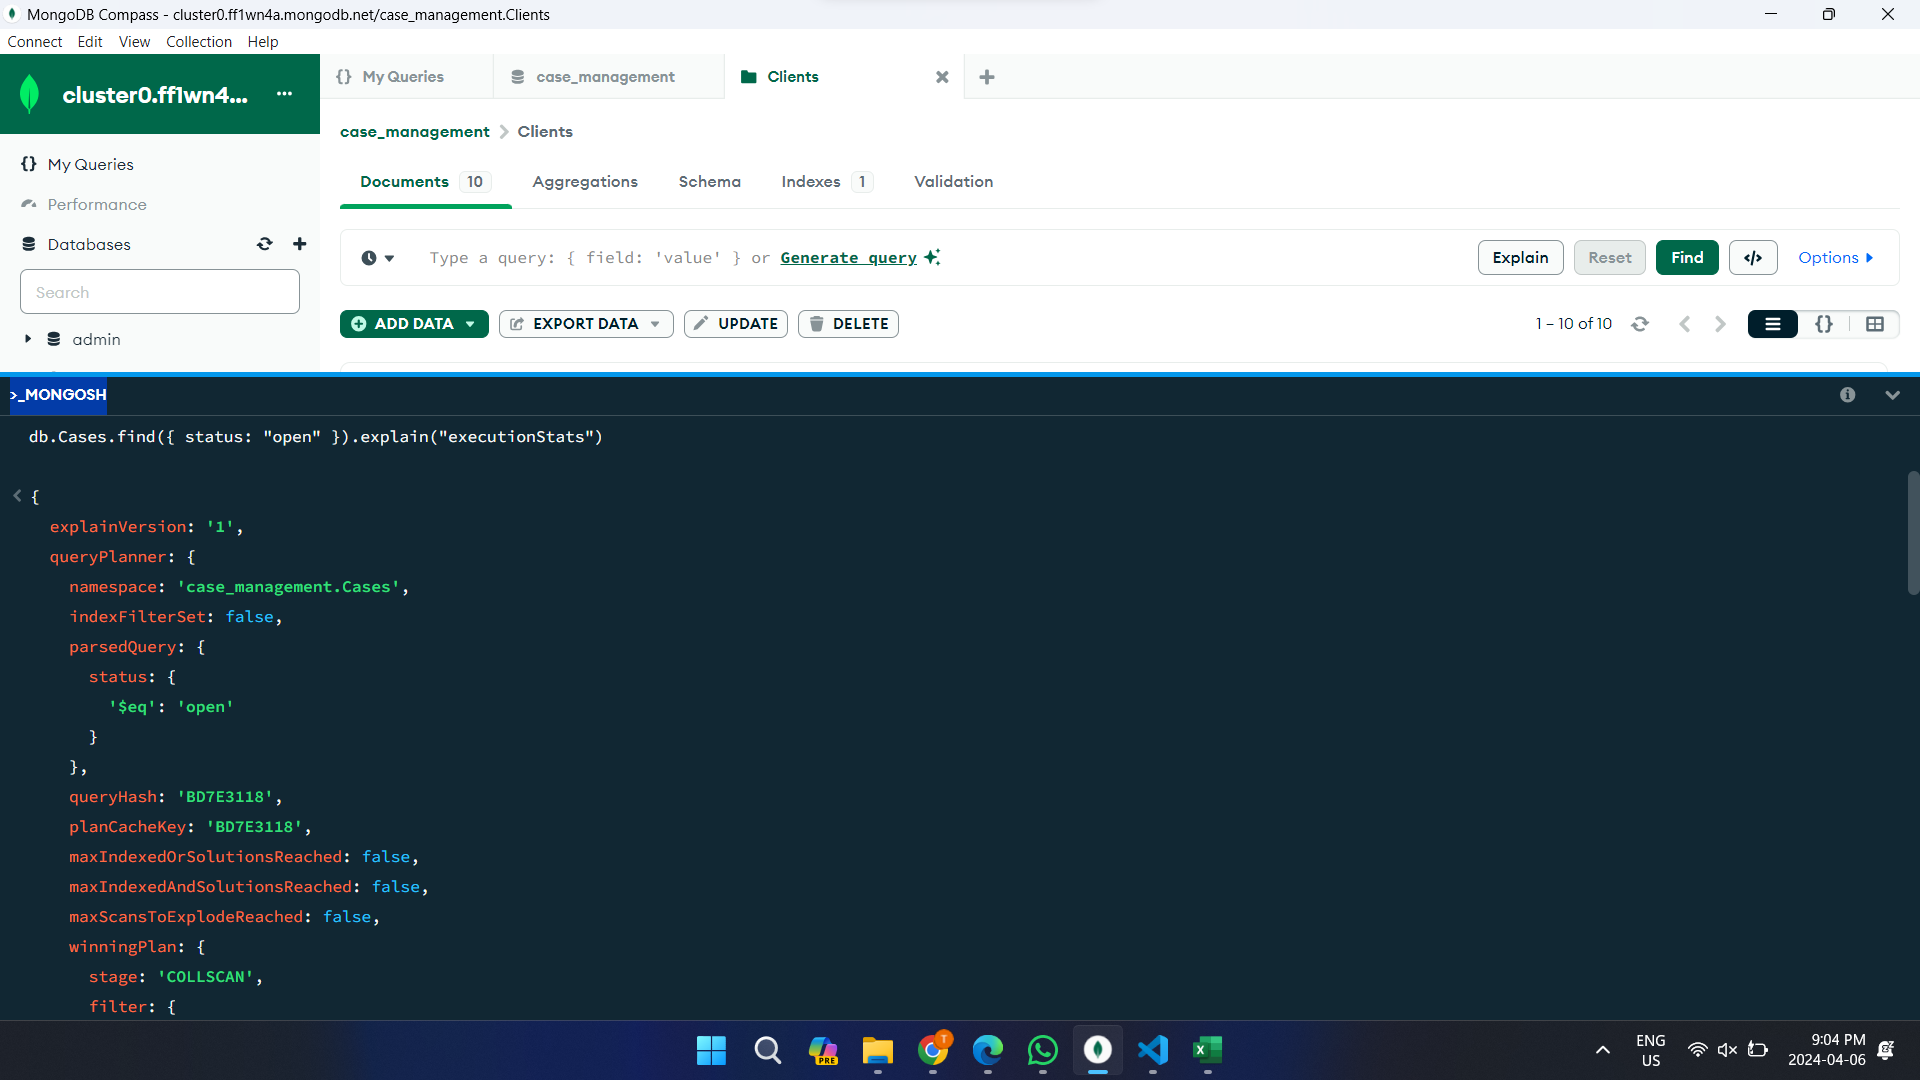 MongoDB Compass - cluster0.ff1wn4a.mongodb.net/case_management.Clients
Connect Edit View Collection Help
cluster0.ff1wn4... ···
My Queries
case_management
Clients
My Queries
Performance
Databases
Search
admin
case_management > Clients
Documents 10
Aggregations
Schema
Indexes 1
Validation
Type a query: { field: 'value' } or Generate query
Explain
Reset
Find
</>
Options
ADD DATA
EXPORT DATA
UPDATE
DELETE
1 – 10 of 10
{}
>_MONGOSH
db.Cases.find({ status: "open" }).explain("executionStats")
< {
explainVersion: '1',
queryPlanner: {
namespace: 'case_management.Cases',
indexFilterSet: false,
parsedQuery: {
status: {
'$eq': 'open'
}
},
queryHash: 'BD7E3118',
planCacheKey: 'BD7E3118',
maxIndexedOrSolutionsReached: false,
maxIndexedAndSolutionsReached: false,
maxScansToExplodeReached: false,
winningPlan: {
stage: 'COLLSCAN',
filter: {
PRE
T
ENG
US
9:04 PM
2024-04-06